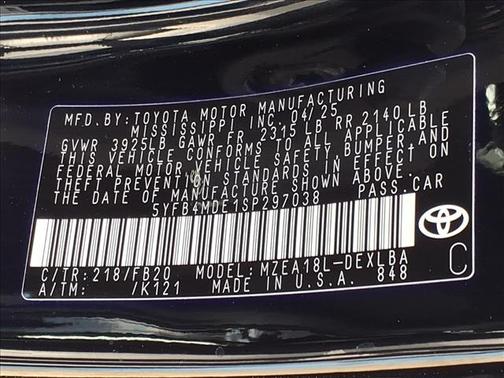 MFD. BY: TOYOTA MOTOR MANUFACTURING
MISSISSIPPI INC. 04/25
GVWR 3925LB GAWR FR 2315 LB RR 2140 LB
THIS VEHICLE CONFORMS TO ALL APPLICABLE
FEDERAL MOTOR VEHICLE SAFETY, BUMPER, AND
THEFT PREVENTION STANDARDS IN EFFECT ON
THE DATE OF MANUFACTURE SHOWN ABOVE.
5YFB4MDE1SP297038 PASS. CAR
C/TR: 218/FB20 MODEL: MZEA18L-DEXLBA
A/TM: /K121 MADE IN U.S.A. 848
C